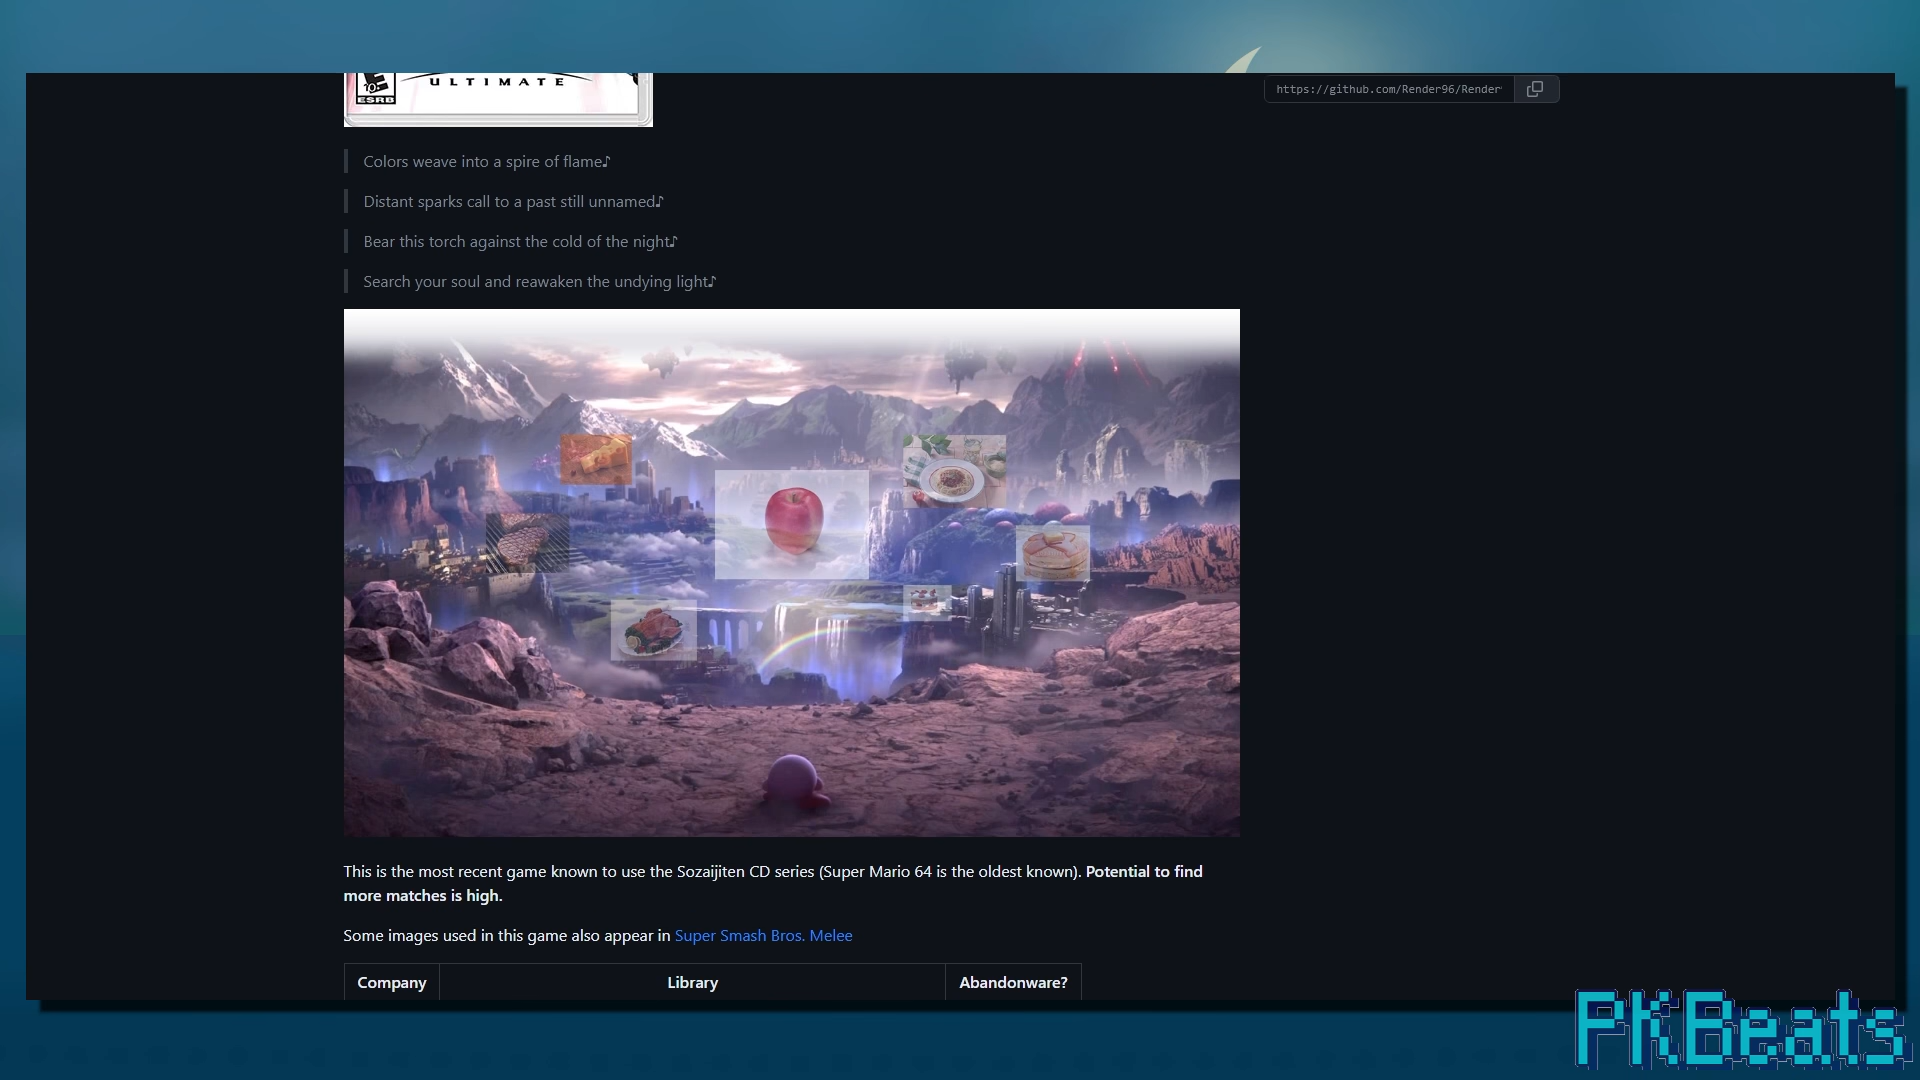 E
10+
ESRB
ULTIMATE
https://github.com/Render96/Render
Colors weave into a spire of flame♪
Distant sparks call to a past still unnamed♪
Bear this torch against the cold of the night♪
Search your soul and reawaken the undying light♪
This is the most recent game known to use the Sozaijiten CD series (Super Mario 64 is the oldest known). Potential to find
more matches is high.
Some images used in this game also appear in Super Smash Bros. Melee
Company Library Abandonware?
PKBeats